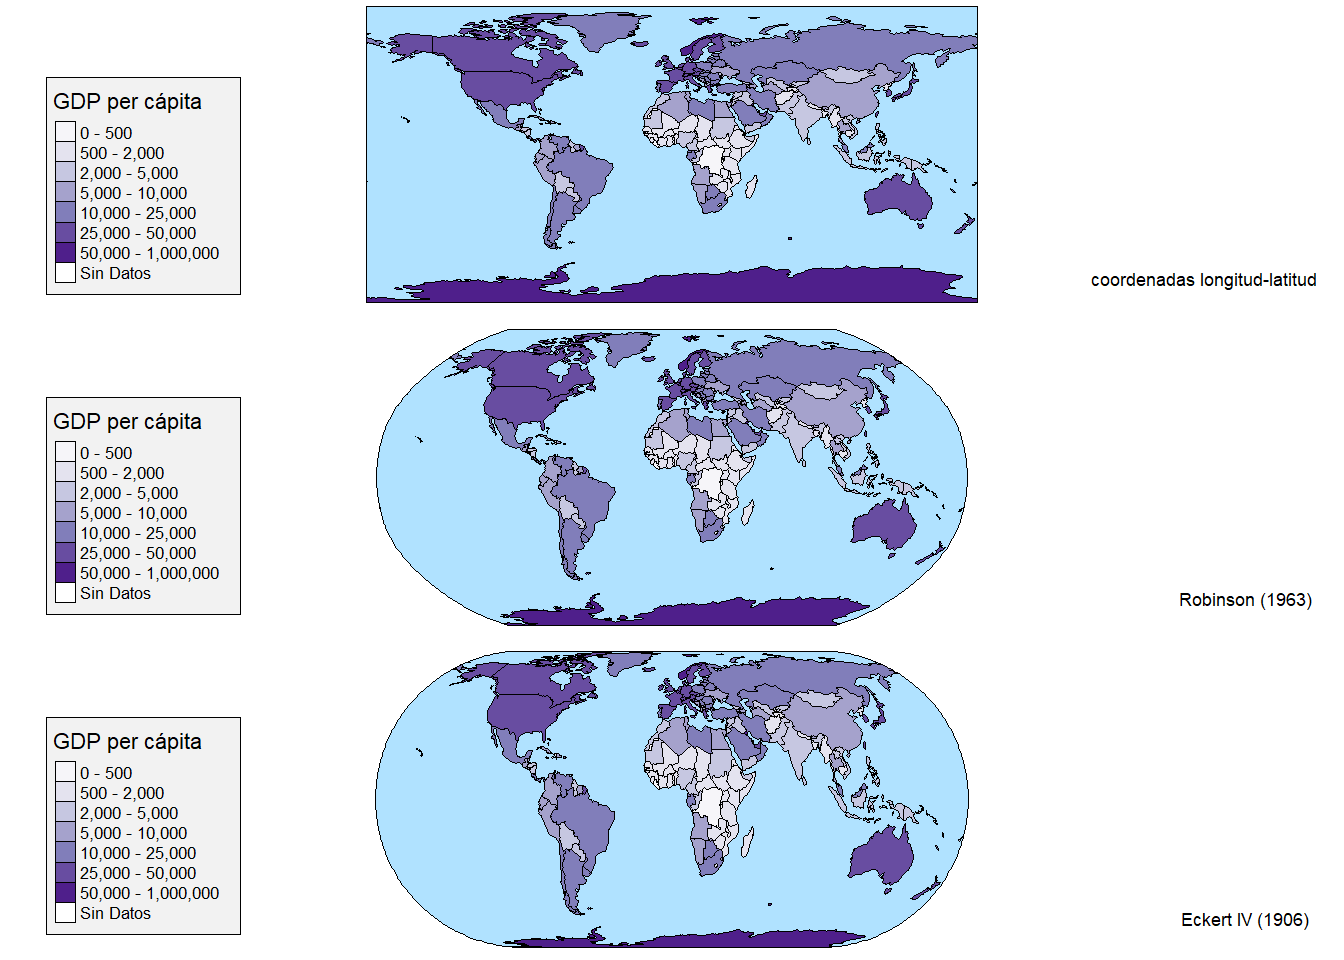 GDP per cápita
0 - 500
500 - 2,000
2,000 - 5,000
5,000 - 10,000
10,000 - 25,000
25,000 - 50,000
50,000 - 1,000,000
Sin Datos
coordenadas longitud-latitud
GDP per cápita
0 - 500
500 - 2,000
2,000 - 5,000
5,000 - 10,000
10,000 - 25,000
25,000 - 50,000
50,000 - 1,000,000
Sin Datos
Robinson (1963)
GDP per cápita
0 - 500
500 - 2,000
2,000 - 5,000
5,000 - 10,000
10,000 - 25,000
25,000 - 50,000
50,000 - 1,000,000
Sin Datos
Eckert IV (1906)